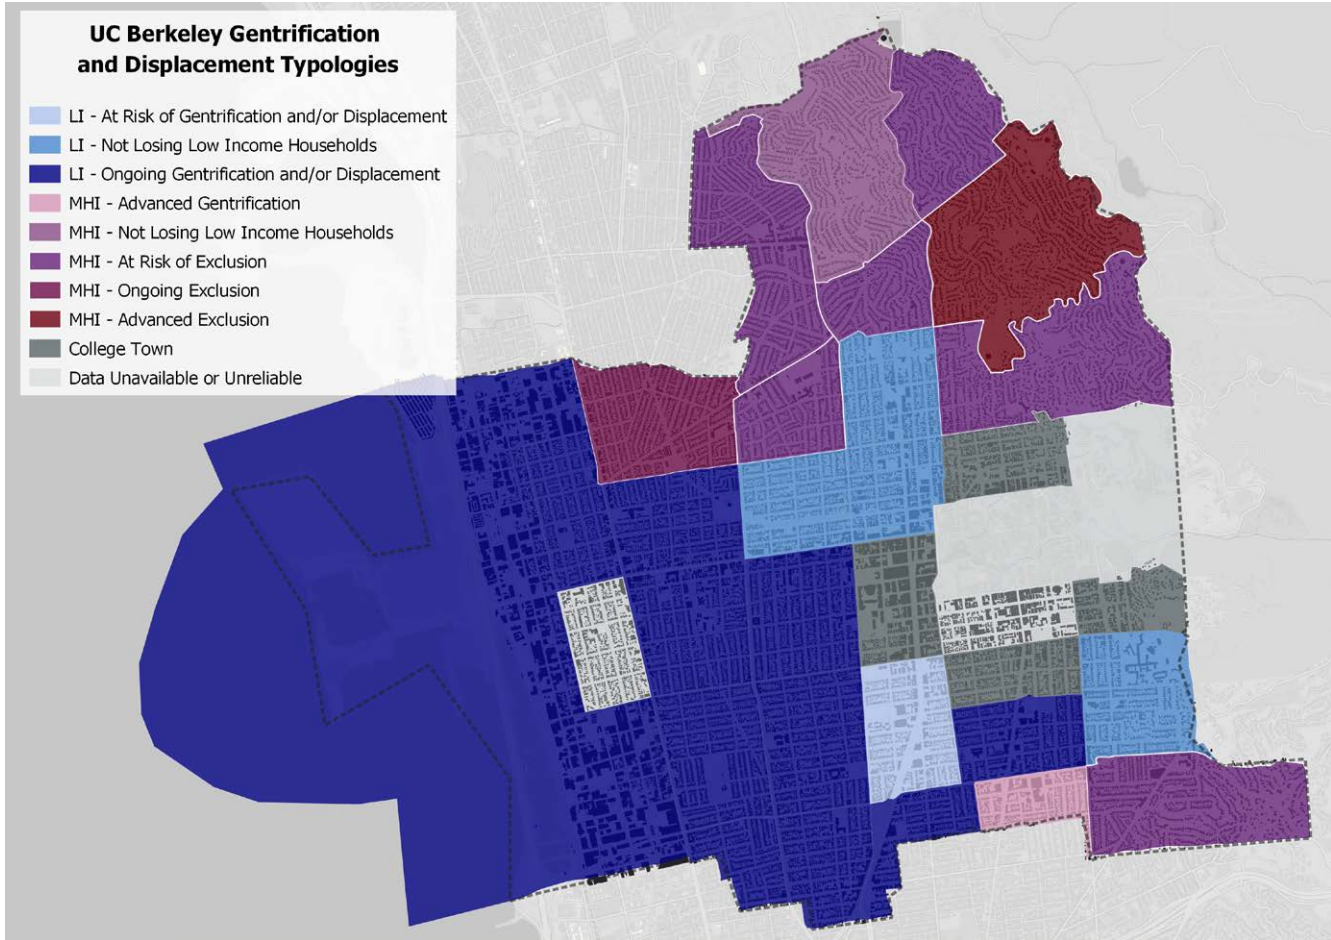 UC Berkeley Gentrification
and Displacement Typologies
LI - At Risk of Gentrification and/or Displacement
LI - Not Losing Low Income Households
LI - Ongoing Gentrification and/or Displacement
MHI - Advanced Gentrification
MHI - Not Losing Low Income Households
MHI - At Risk of Exclusion
MHI - Ongoing Exclusion
MHI - Advanced Exclusion
College Town
Data Unavailable or Unreliable